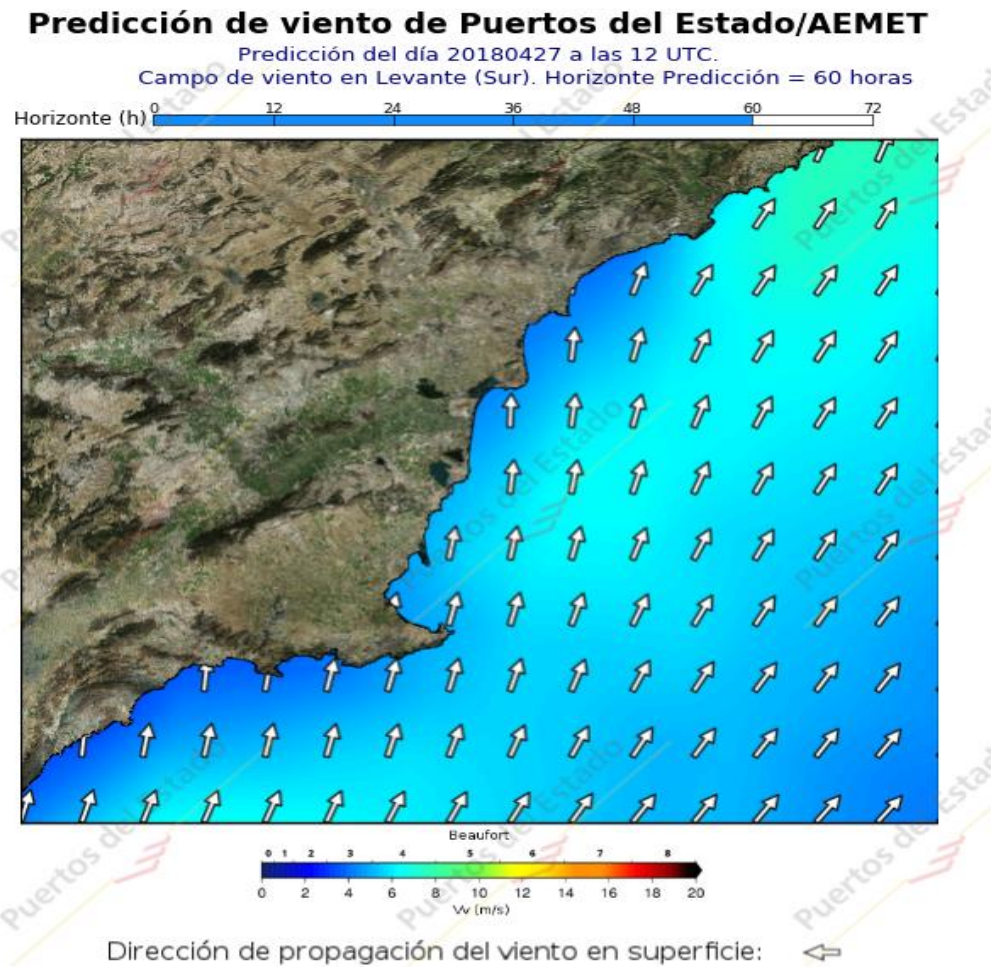 Predicción de viento de Puertos del Estado/AEMET
Predicción del día 20180427 a las 12 UTC.
Campo de viento en Levante (Sur). Horizonte Predicción = 60 horas
Horizonte (h)
0 12 24 36 48 60 72
Beaufort
0 1 2 3 4 5 6 7 8
0 2 4 6 8 10 12 14 16 18 20
Vv (m/s)
Dirección de propagación del viento en superficie:
Puertos del Estado